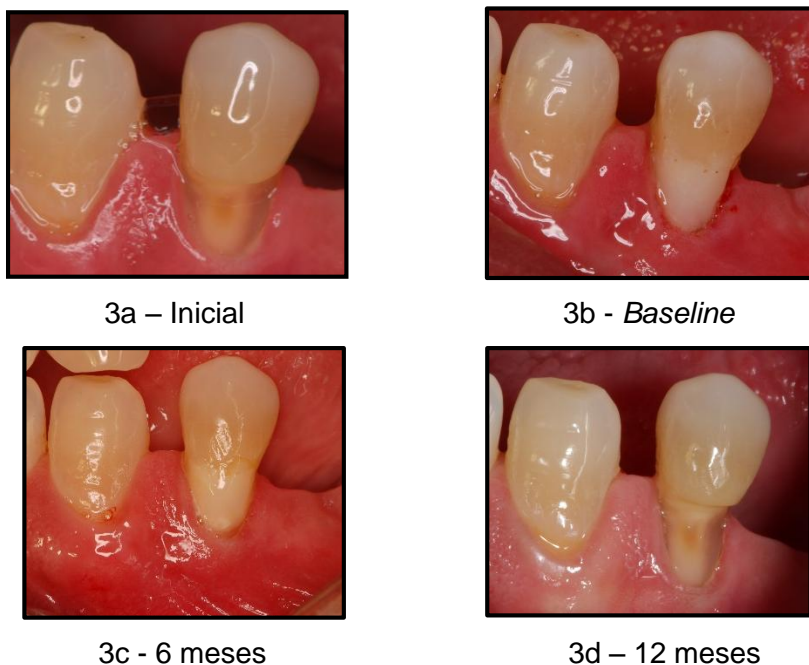 3a – Inicial
3b - Baseline
3c - 6 meses
3d – 12 meses